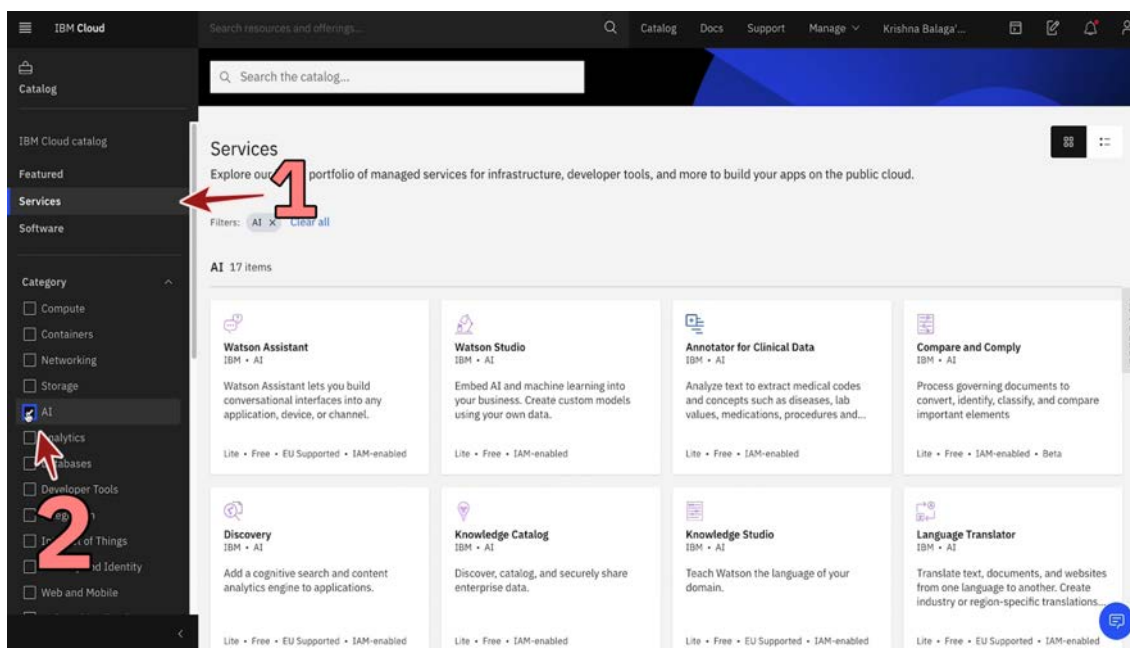 IBM Cloud
Search resources and offerings...
Catalog
Docs
Support
Manage
Krishna Balaga'...
Catalog
Search the catalog...
IBM Cloud catalog
Featured
Services
Software
Category
Compute
Containers
Networking
Storage
AI
Databases
Developer Tools
of Things
Identity
Web and Mobile
1
2
Services
Explore our portfolio of managed services for infrastructure, developer tools, and more to build your apps on the public cloud.
Filters: AI × Clear all
AI 17 items
Watson Assistant
IBM • AI
Watson Assistant lets you build
conversational interfaces into any
application, device, or channel.
Lite • Free • EU Supported • IAM-enabled
Watson Studio
IBM • AI
Embed AI and machine learning into
your business. Create custom models
using your own data.
Lite • Free • IAM-enabled
Annotator for Clinical Data
IBM • AI
Analyze text to extract medical codes
and concepts such as diseases, lab
values, medications, procedures and...
Lite • Free • IAM-enabled
Compare and Comply
IBM • AI
Process governing documents to
convert, identify, classify, and compare
important elements
Lite • Free • IAM-enabled • Beta
Discovery
IBM • AI
Add a cognitive search and content
analytics engine to applications.
Lite • Free • EU Supported • IAM-enabled
Knowledge Catalog
IBM • AI
Discover, catalog, and securely share
enterprise data.
Lite • Free • IAM-enabled
Knowledge Studio
IBM • AI
Teach Watson the language of your
domain.
Lite • Free • EU Supported • IAM-enabled
Language Translator
IBM • AI
Translate text, documents, and websites
from one language to another. Create
industry or region-specific translations...
Lite • Free • EU Supported • IAM-enabled